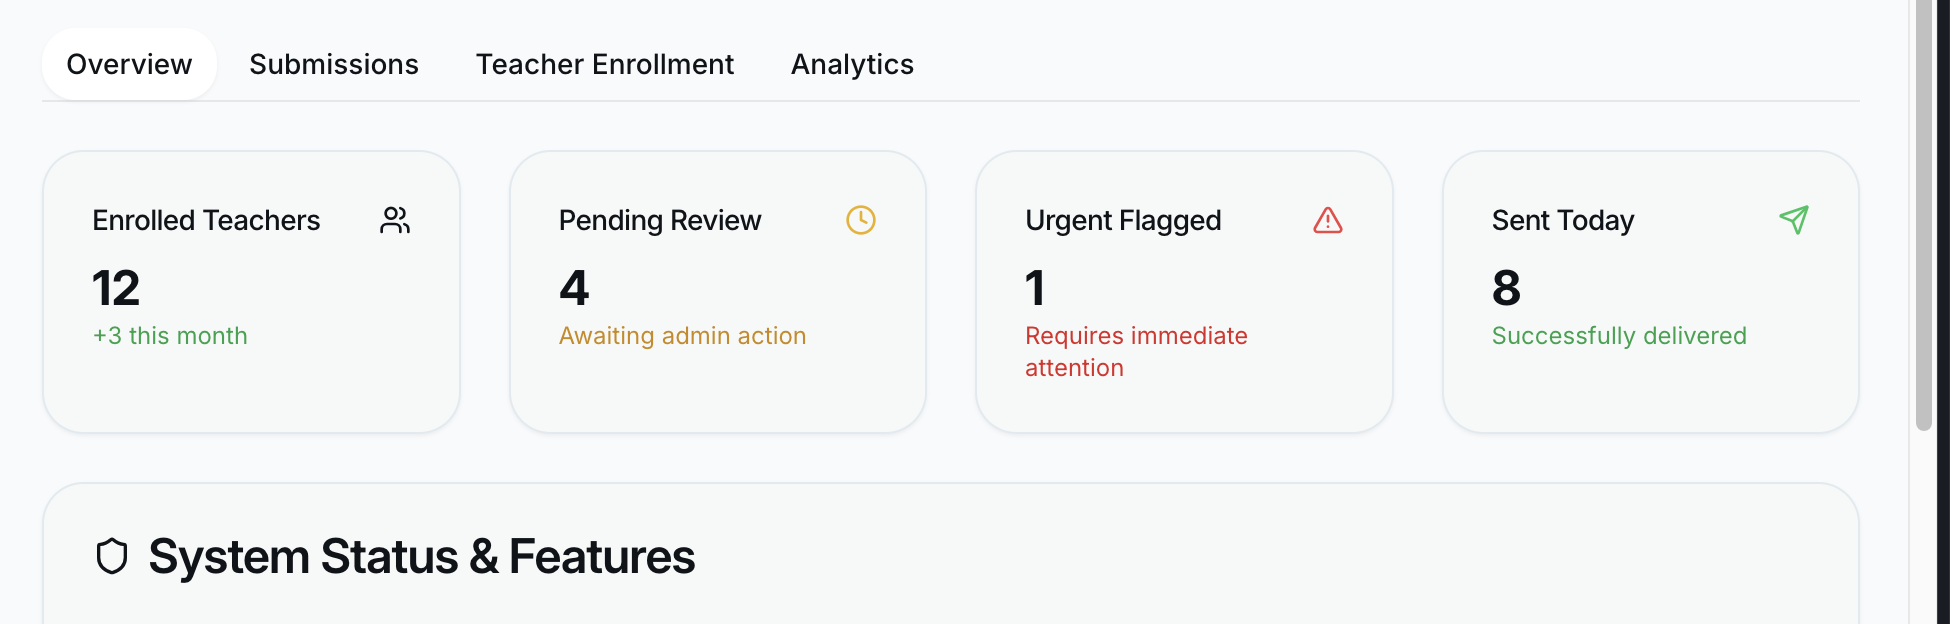 Overview
Submissions
Teacher Enrollment
Analytics
Enrolled Teachers
12
+3 this month
Pending Review
4
Awaiting admin action
Urgent Flagged
1
Requires immediate
attention
Sent Today
8
Successfully delivered
System Status & Features